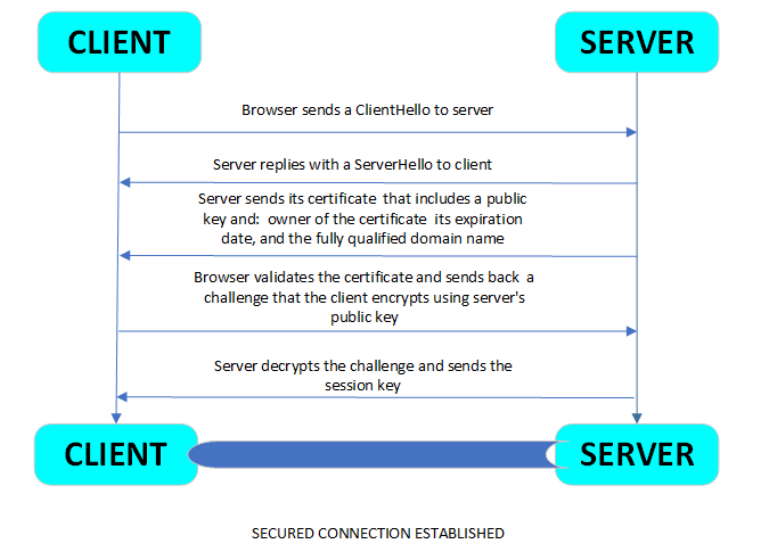 CLIENT
SERVER
Browser sends a ClientHello to server
Server replies with a ServerHello to client
Server sends its certificate that includes a public
key and: owner of the certificate its expiration
date, and the fully qualified domain name
Browser validates the certificate and sends back a
challenge that the client encrypts using server's
public key
Server decrypts the challenge and sends the
session key
CLIENT
SERVER
SECURED CONNECTION ESTABLISHED